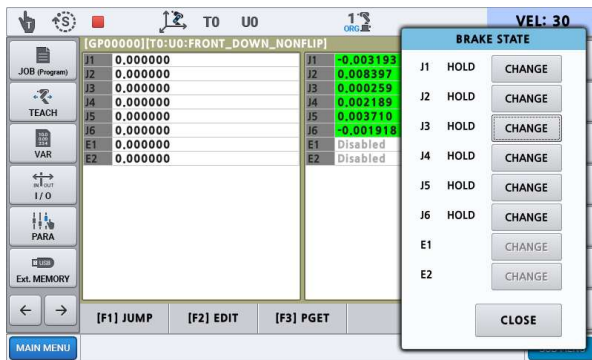 S
T0
U0
1
ORG
VEL: 30
[GP00000][T0:U0:FRONT_DOWN_NONFLIP]
J1 0,000000
J2 0,000000
J3 0,000000
J4 0,000000
J5 0,000000
J6 0,000000
E1 0,000000
E2 0,000000
J1 -0,003193
J2 0,008397
J3 0,000259
J4 0,002189
J5 0,003710
J6 -0,001918
E1 Disabled
E2 Disabled
JOB (Program)
TEACH
VAR
IN OUT
I/O
PARA
USB
Ext. MEMORY
MAIN MENU
[F1] JUMP
[F2] EDIT
[F3] PGET
BRAKE STATE
J1 HOLD CHANGE
J2 HOLD CHANGE
J3 HOLD CHANGE
J4 HOLD CHANGE
J5 HOLD CHANGE
J6 HOLD CHANGE
E1 CHANGE
E2 CHANGE
CLOSE